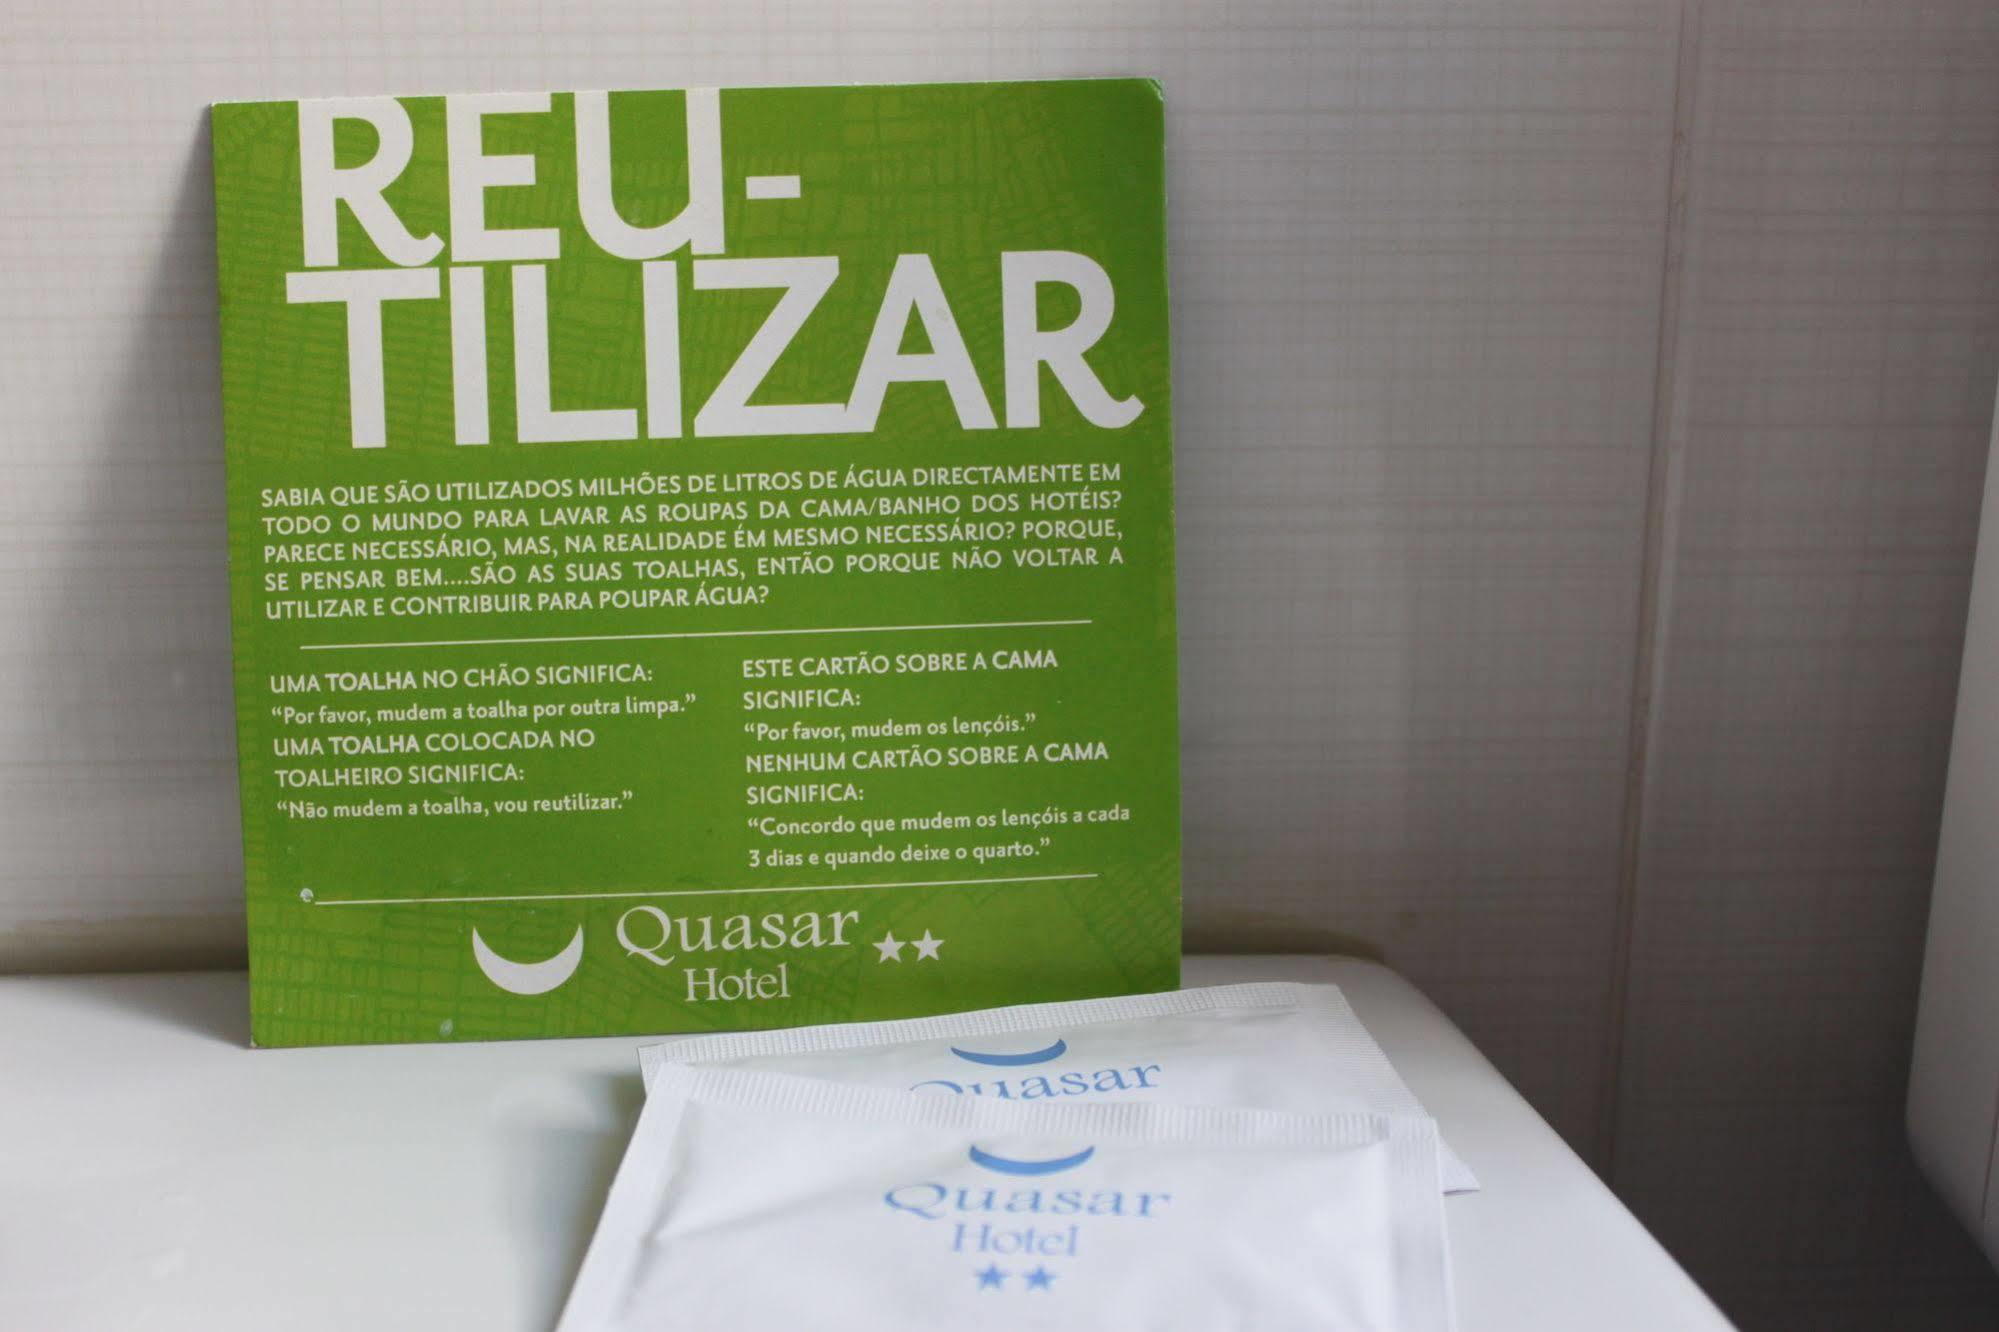 REU-
TILIZAR
SABIA QUE SÃO UTILIZADOS MILHÕES DE LITROS DE ÁGUA DIRECTAMENTE EM
TODO O MUNDO PARA LAVAR AS ROUPAS DA CAMA/BANHO DOS HOTÉIS?
PARECE NECESSÁRIO, MAS, NA REALIDADE ÉM MESMO NECESSÁRIO? PORQUE,
SE PENSAR BEM....SÃO AS SUAS TOALHAS, ENTÃO PORQUE NÃO VOLTAR A
UTILIZAR E CONTRIBUIR PARA POUPAR ÁGUA?
UMA TOALHA NO CHÃO SIGNIFICA:
“Por favor, mudem a toalha por outra limpa.”
UMA TOALHA COLOCADA NO
TOALHEIRO SIGNIFICA:
“Não mudem a toalha, vou reutilizar.”
ESTE CARTÃO SOBRE A CAMA
SIGNIFICA:
“Por favor, mudem os lençóis.”
NENHUM CARTÃO SOBRE A CAMA
SIGNIFICA:
“Concordo que mudem os lençóis a cada
3 dias e quando deixe o quarto.”
Quasar
Hotel
Quasar
Quasar
Hotel